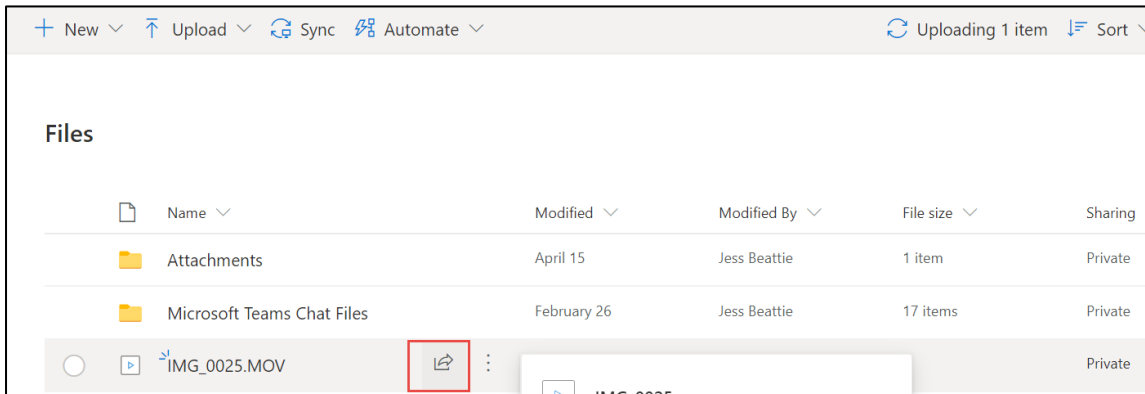 New Upload Sync Automate Uploading 1 item Sort
Files
Name Modified Modified By File size Sharing
Attachments April 15 Jess Beattie 1 item Private
Microsoft Teams Chat Files February 26 Jess Beattie 17 items Private
IMG_0025.MOV Private
IMG_0025